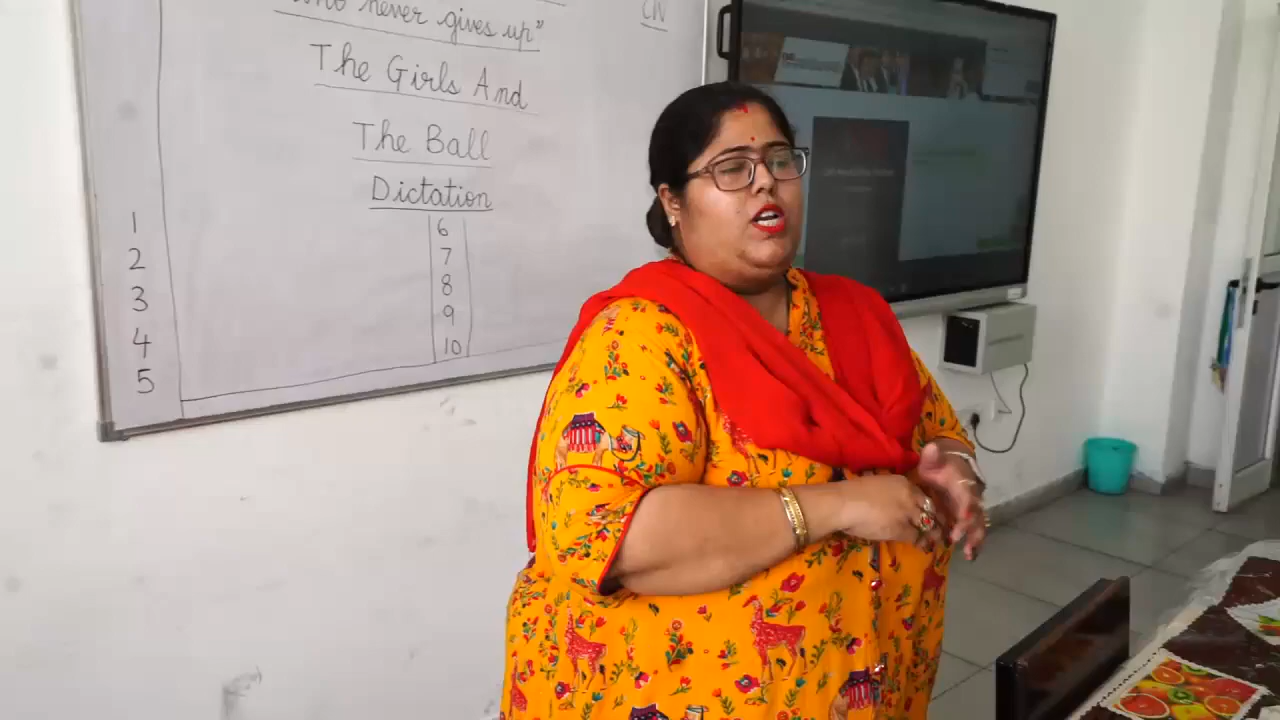 who never gives up"
CN
The Girls And
The Ball
Dictation
1
2
3
4
5
6
7
8
9
10